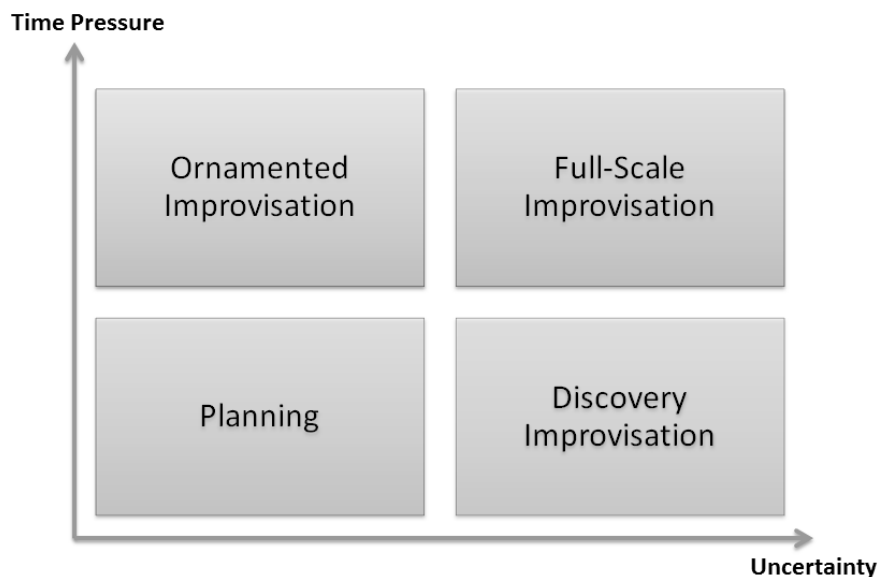 Time Pressure
Ornamented
Improvisation
Full-Scale
Improvisation
Planning
Discovery
Improvisation
Uncertainty